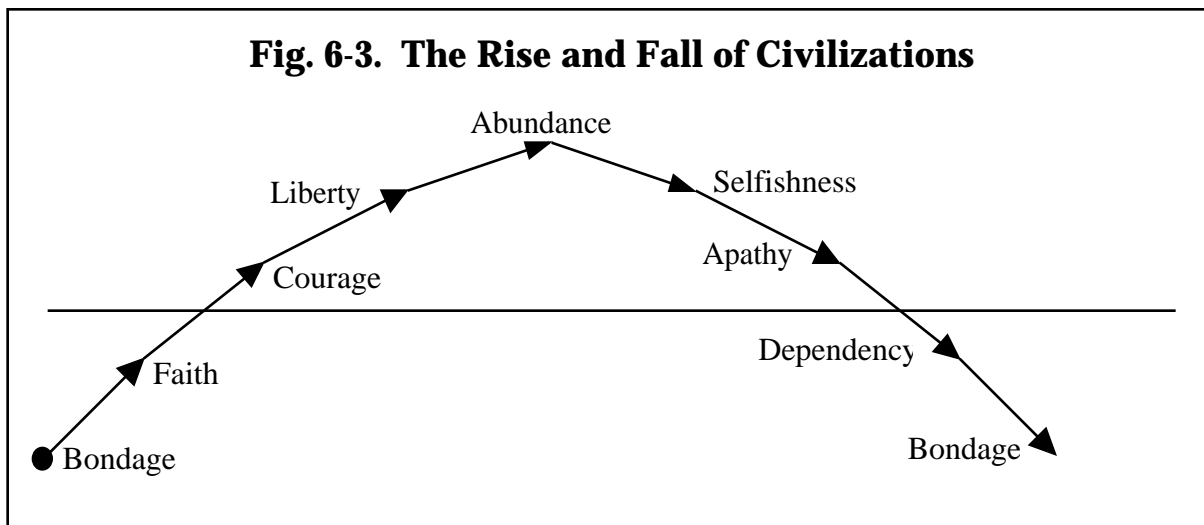 Fig. 6-3. The Rise and Fall of Civilizations
Abundance
Liberty
Selfishness
Courage
Apathy
Faith
Dependency
Bondage
Bondage